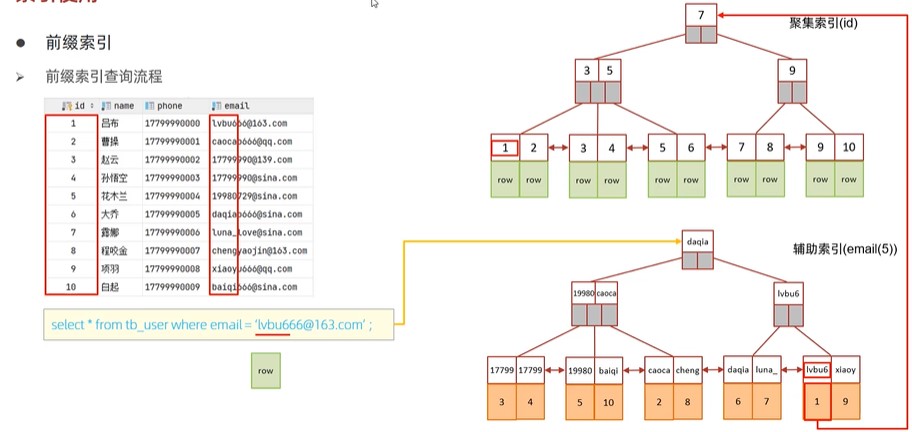 前缀索引
前缀索引查询流程
id name phone email
1 吕布 17799990000 lvbu666@163.com
2 曹操 17799990001 caocao666@qq.com
3 赵云 17799990002 17799990@139.com
4 孙悟空 17799990003 17799990@sina.com
5 花木兰 17799990004 19980729@sina.com
6 大乔 17799990005 daqiao666@sina.com
7 露娜 17799990006 luna_love@sina.com
8 程咬金 17799990007 chengyaojin@163.com
9 项羽 17799990008 xiaoyu666@qq.com
10 白起 17799990009 baiqi666@sina.com
select * from tb_user where email = 'lvbu666@163.com' ;
row
7
聚集索引(id)
3 5 9
1 2 3 4 5 6 7 8 9 10
row row row row row row row row row row
daqia
辅助索引(email(5))
19980 caoca lvbu6
17799 17799 19980 baiqi caoca cheng daqia luna_ lvbu6 xiaoy
3 4 5 10 2 8 6 7 1 9